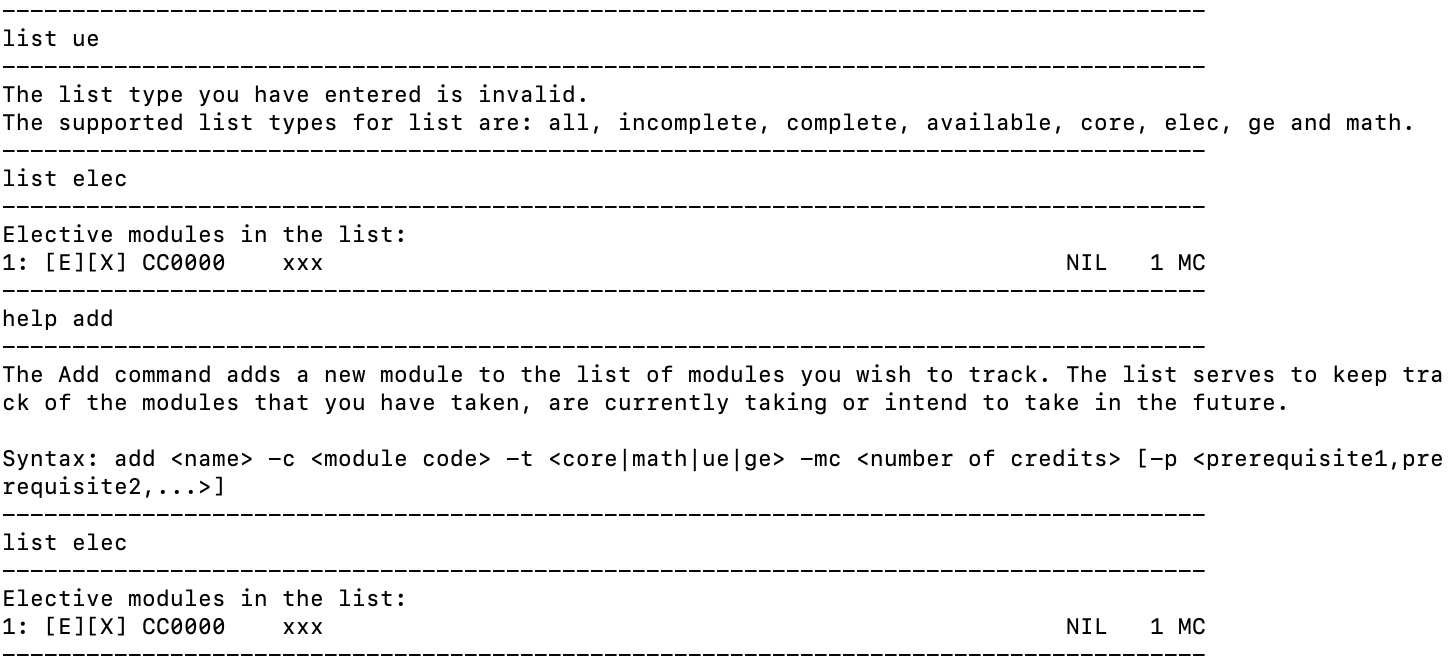 --------------------------------------------------------------------------------------
list ue
--------------------------------------------------------------------------------------
The list type you have entered is invalid.
The supported list types for list are: all, incomplete, complete, available, core, elec, ge and math.
--------------------------------------------------------------------------------------
list elec
--------------------------------------------------------------------------------------
Elective modules in the list:
1: [E][X] CC0000    xxx                                                     NIL   1 MC
--------------------------------------------------------------------------------------
help add
--------------------------------------------------------------------------------------
The Add command adds a new module to the list of modules you wish to track. The list serves to keep tra
ck of the modules that you have taken, are currently taking or intend to take in the future.

Syntax: add <name> -c <module code> -t <core|math|ue|ge> -mc <number of credits> [-p <prerequisite1,pre
requisite2,...>]
--------------------------------------------------------------------------------------
list elec
--------------------------------------------------------------------------------------
Elective modules in the list:
1: [E][X] CC0000    xxx                                                     NIL   1 MC
--------------------------------------------------------------------------------------